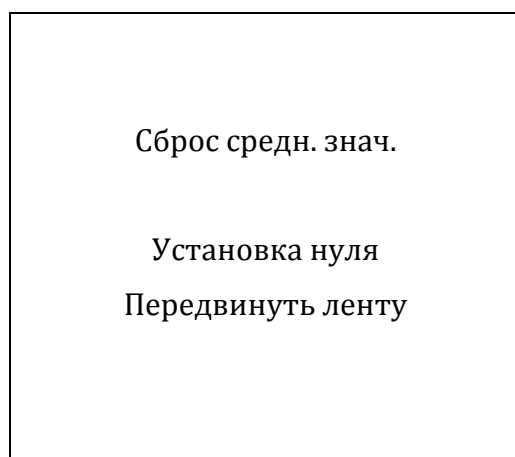 Сброс средн. знач.
Установка нуля
Передвинуть ленту